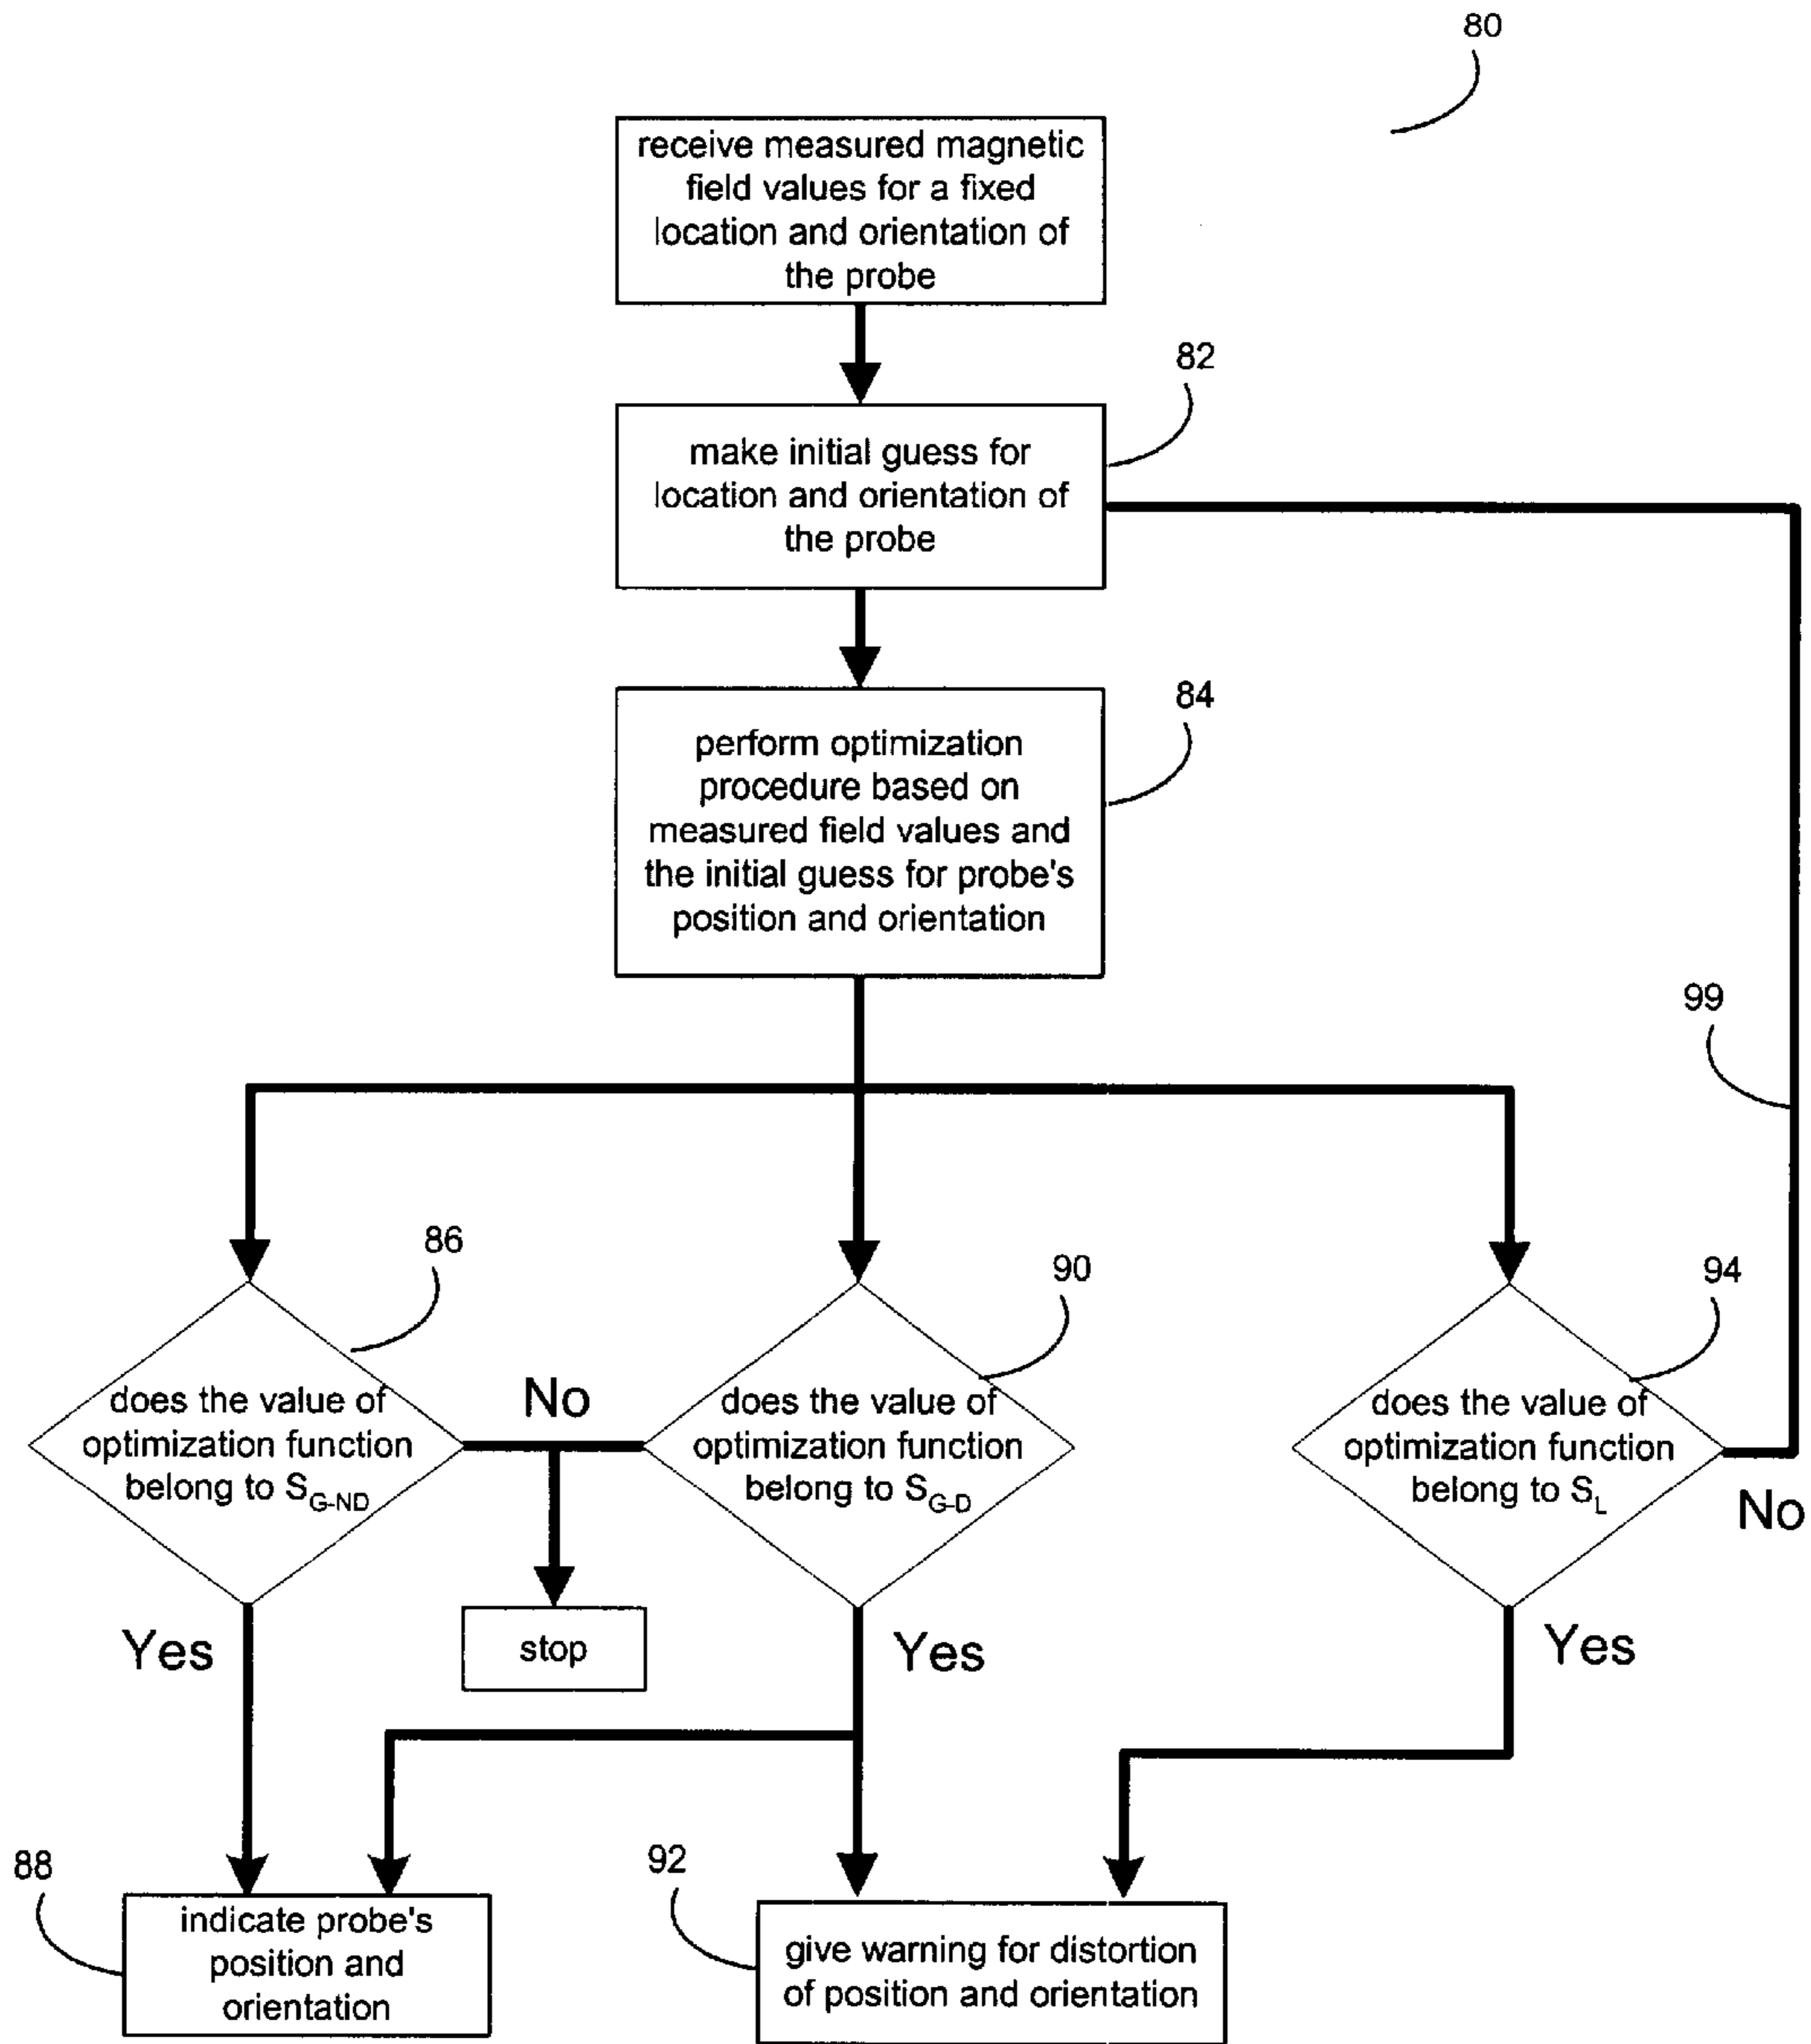 80
receive measured magnetic
field values for a fixed
location and orientation of
the probe
82
make initial guess for
location and orientation of
the probe
84
perform optimization
procedure based on
measured field values and
the initial guess for probe's
position and orientation
99
86
90
94
does the value of
optimization function
belong to S_G-ND
No
does the value of
optimization function
belong to S_G-D
does the value of
optimization function
belong to S_L
No
Yes
stop
Yes
Yes
88
indicate probe's
position and
orientation
92
give warning for distortion
of position and orientation